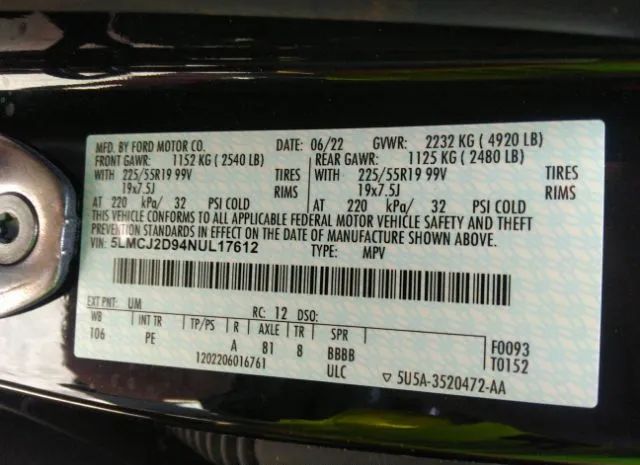 MFD. BY FORD MOTOR CO. DATE: 06/22 GVWR: 2232 KG ( 4920 LB)
FRONT GAWR: 1152 KG ( 2540 LB) REAR GAWR: 1125 KG ( 2480 LB)
WITH 225/55R19 99V TIRES WITH 225/55R19 99V TIRES
19x7.5J RIMS 19x7.5J RIMS
AT 220 kPa/ 32 PSI COLD AT 220 kPa/ 32 PSI COLD
THIS VEHICLE CONFORMS TO ALL APPLICABLE FEDERAL MOTOR VEHICLE SAFETY AND THEFT
PREVENTION STANDARDS IN EFFECT ON THE DATE OF MANUFACTURE SHOWN ABOVE.
VIN: 5LMCJ2D94NUL17612 TYPE: MPV
EXT PNT: UM RC: 12 DSO:
WB INT TR TP/PS R AXLE TR SPR F0093
106 PE A 81 8 BBBB T0152
1202206016761 ULC ▽ 5U5A-3520472-AA